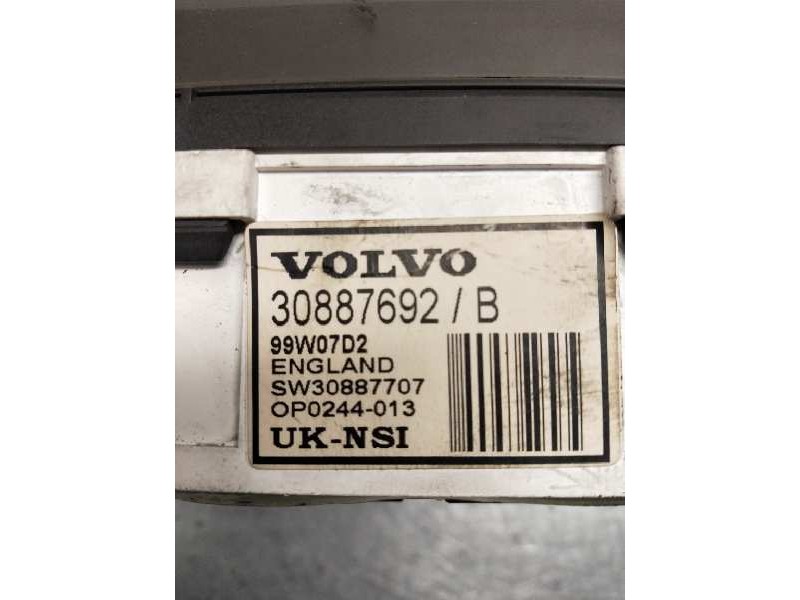 VOLVO
30887692 / B
99W07D2
ENGLAND
SW30887707
OP0244-013
UK-NSI